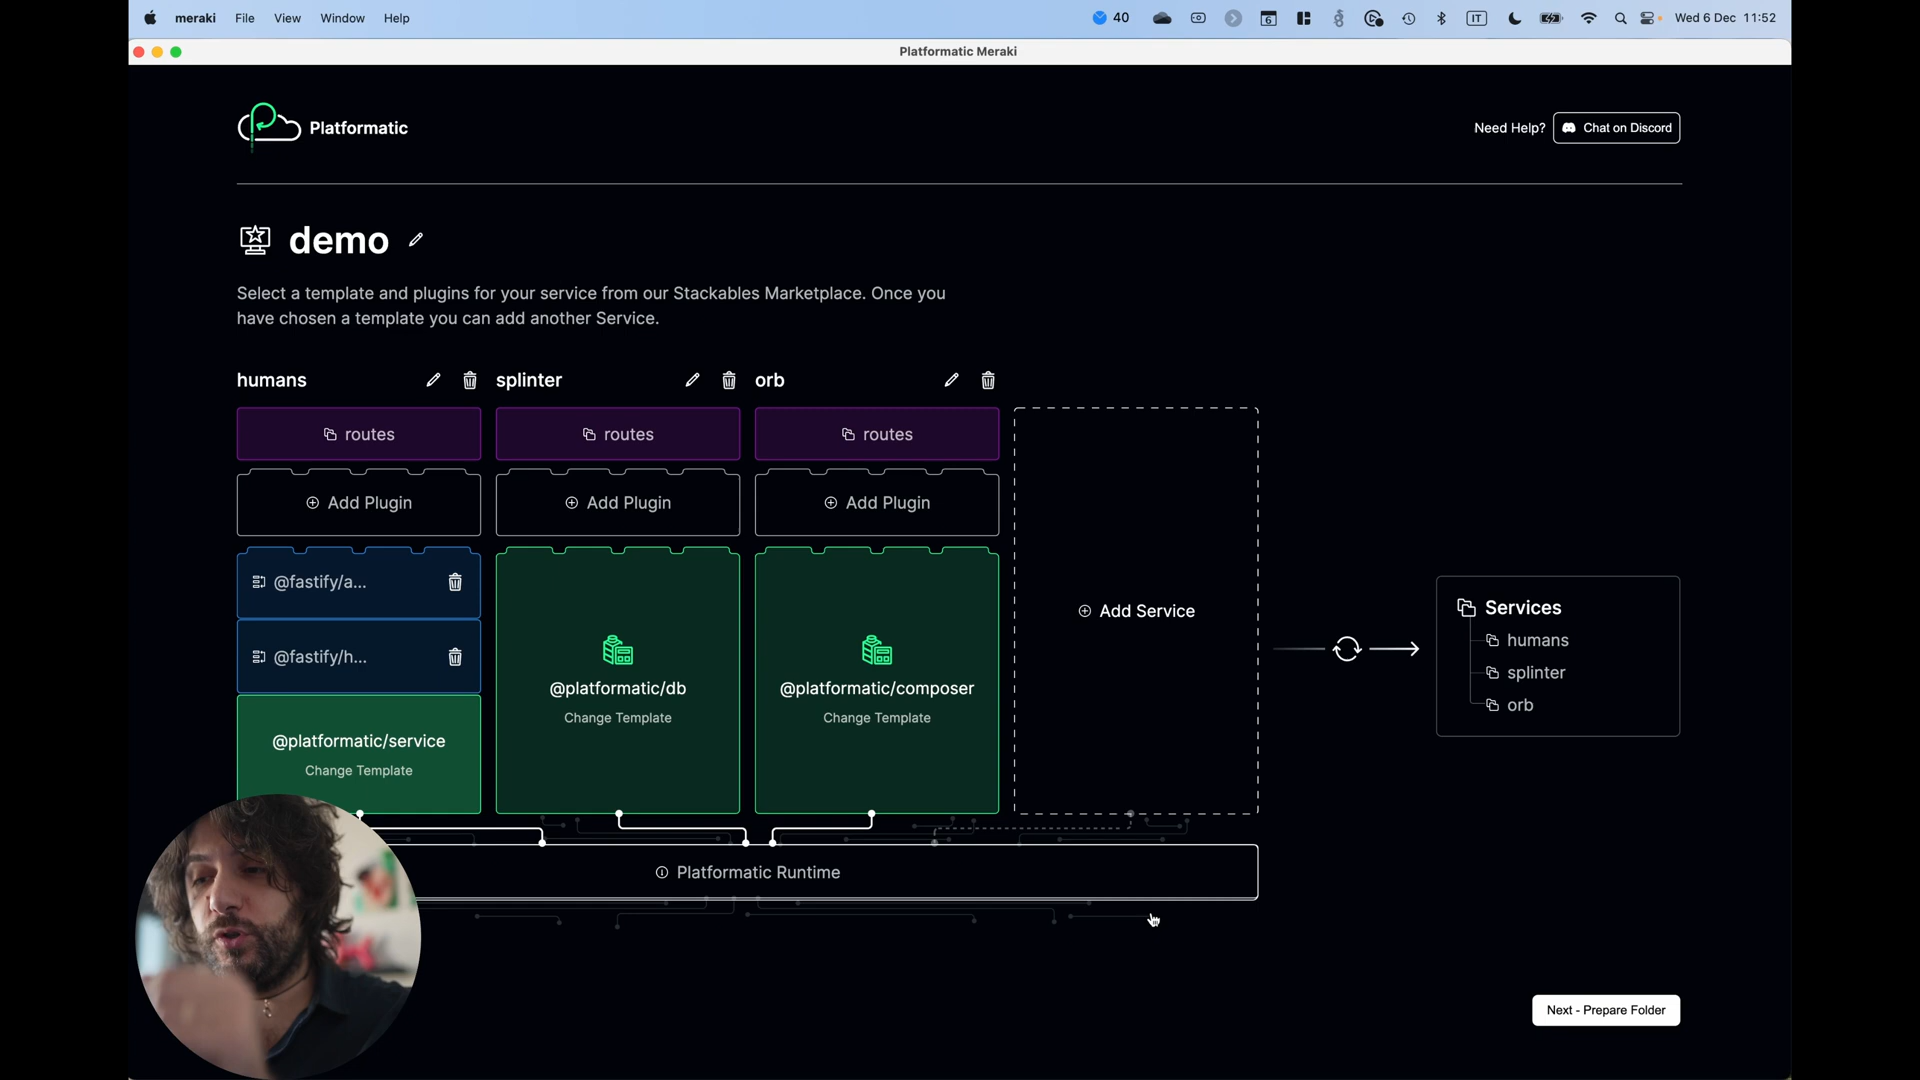 meraki File View Window Help 40 6 IT Wed 6 Dec 11:52
Platformatic Meraki
Platformatic
Need Help? Chat on Discord
demo
Select a template and plugins for your service from our Stackables Marketplace. Once you
have chosen a template you can add another Service.
humans splinter orb
routes routes routes
Add Plugin Add Plugin Add Plugin
@fastify/a...
@fastify/h...
@platformatic/service
Change Template
@platformatic/db
Change Template
@platformatic/composer
Change Template
Add Service
Services
humans
splinter
orb
Platformatic Runtime
Next - Prepare Folder